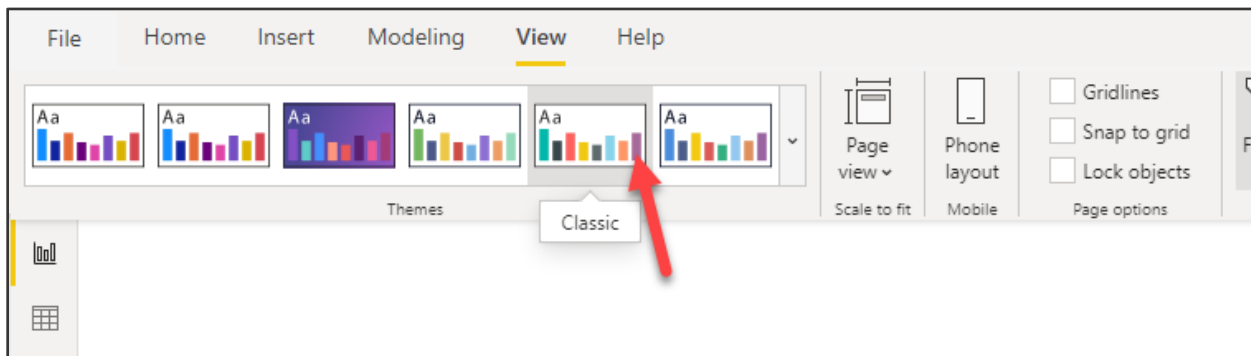 File Home Insert Modeling View Help
Aa Aa Aa Aa Aa Aa
Gridlines
Snap to grid
Lock objects
Page
view
Phone
layout
F
Themes
Scale to fit
Mobile
Page options
Classic